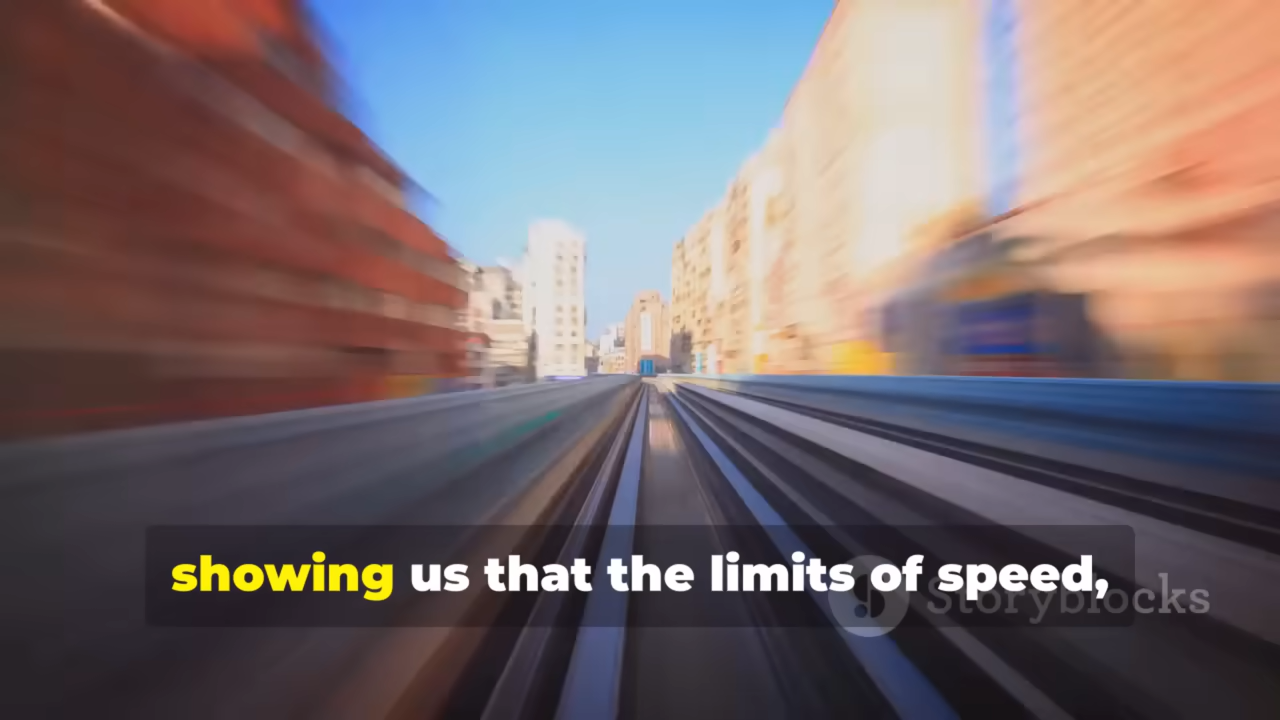 showing us that the limits of speed,
Storyblocks